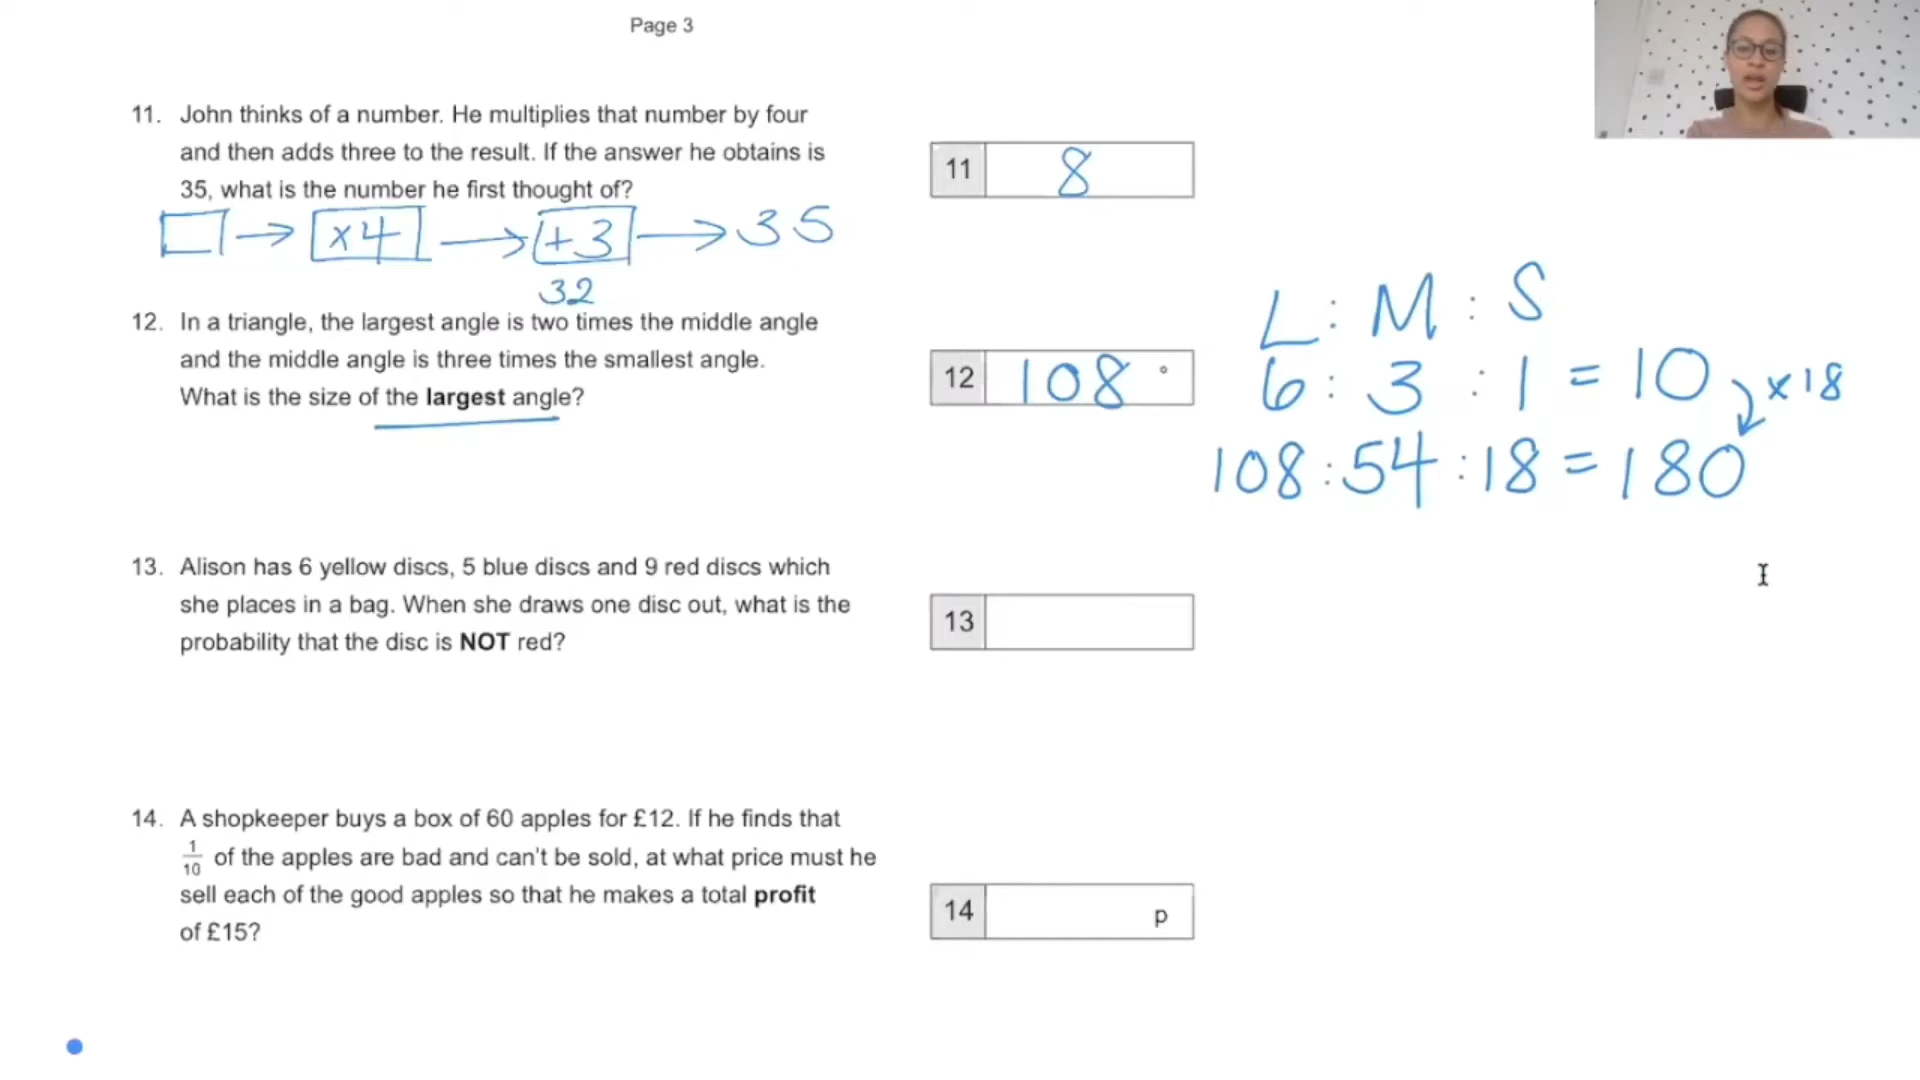 Page 3
11. John thinks of a number. He multiplies that number by four
and then adds three to the result. If the answer he obtains is
35, what is the number he first thought of?
11 8
x4 +3 35
32
12. In a triangle, the largest angle is two times the middle angle
and the middle angle is three times the smallest angle.
What is the size of the largest angle?
12 108 °
L : M : S
6 : 3 : 1 = 10 x18
108 : 54 : 18 = 180
13. Alison has 6 yellow discs, 5 blue discs and 9 red discs which
she places in a bag. When she draws one disc out, what is the
probability that the disc is NOT red?
13
14. A shopkeeper buys a box of 60 apples for £12. If he finds that
1/10 of the apples are bad and can't be sold, at what price must he
sell each of the good apples so that he makes a total profit
of £15?
14 p